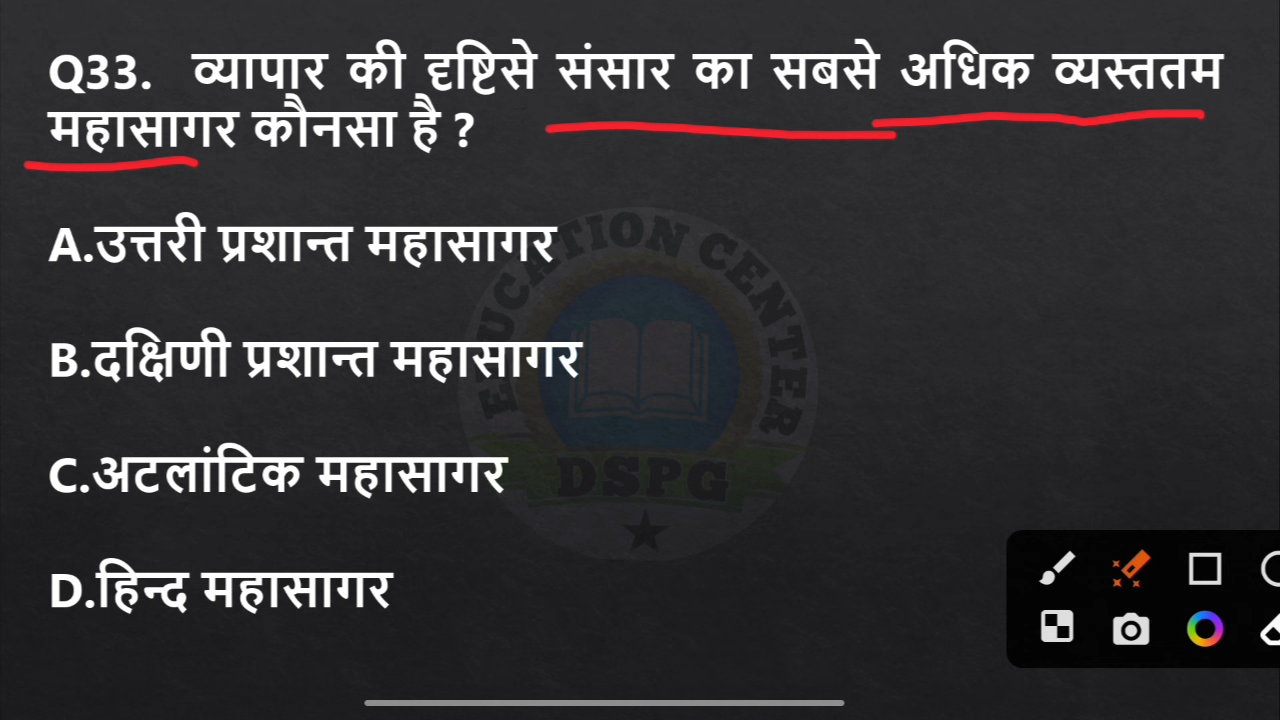 Q33. व्यापार की दृष्टिसे संसार का सबसे अधिक व्यस्ततम
महासागर कौनसा है ?
A.उत्तरी प्रशान्त महासागर
B.दक्षिणी प्रशान्त महासागर
C.अटलांटिक महासागर
D.हिन्द महासागर
EDUCATION CENTER
DSPG